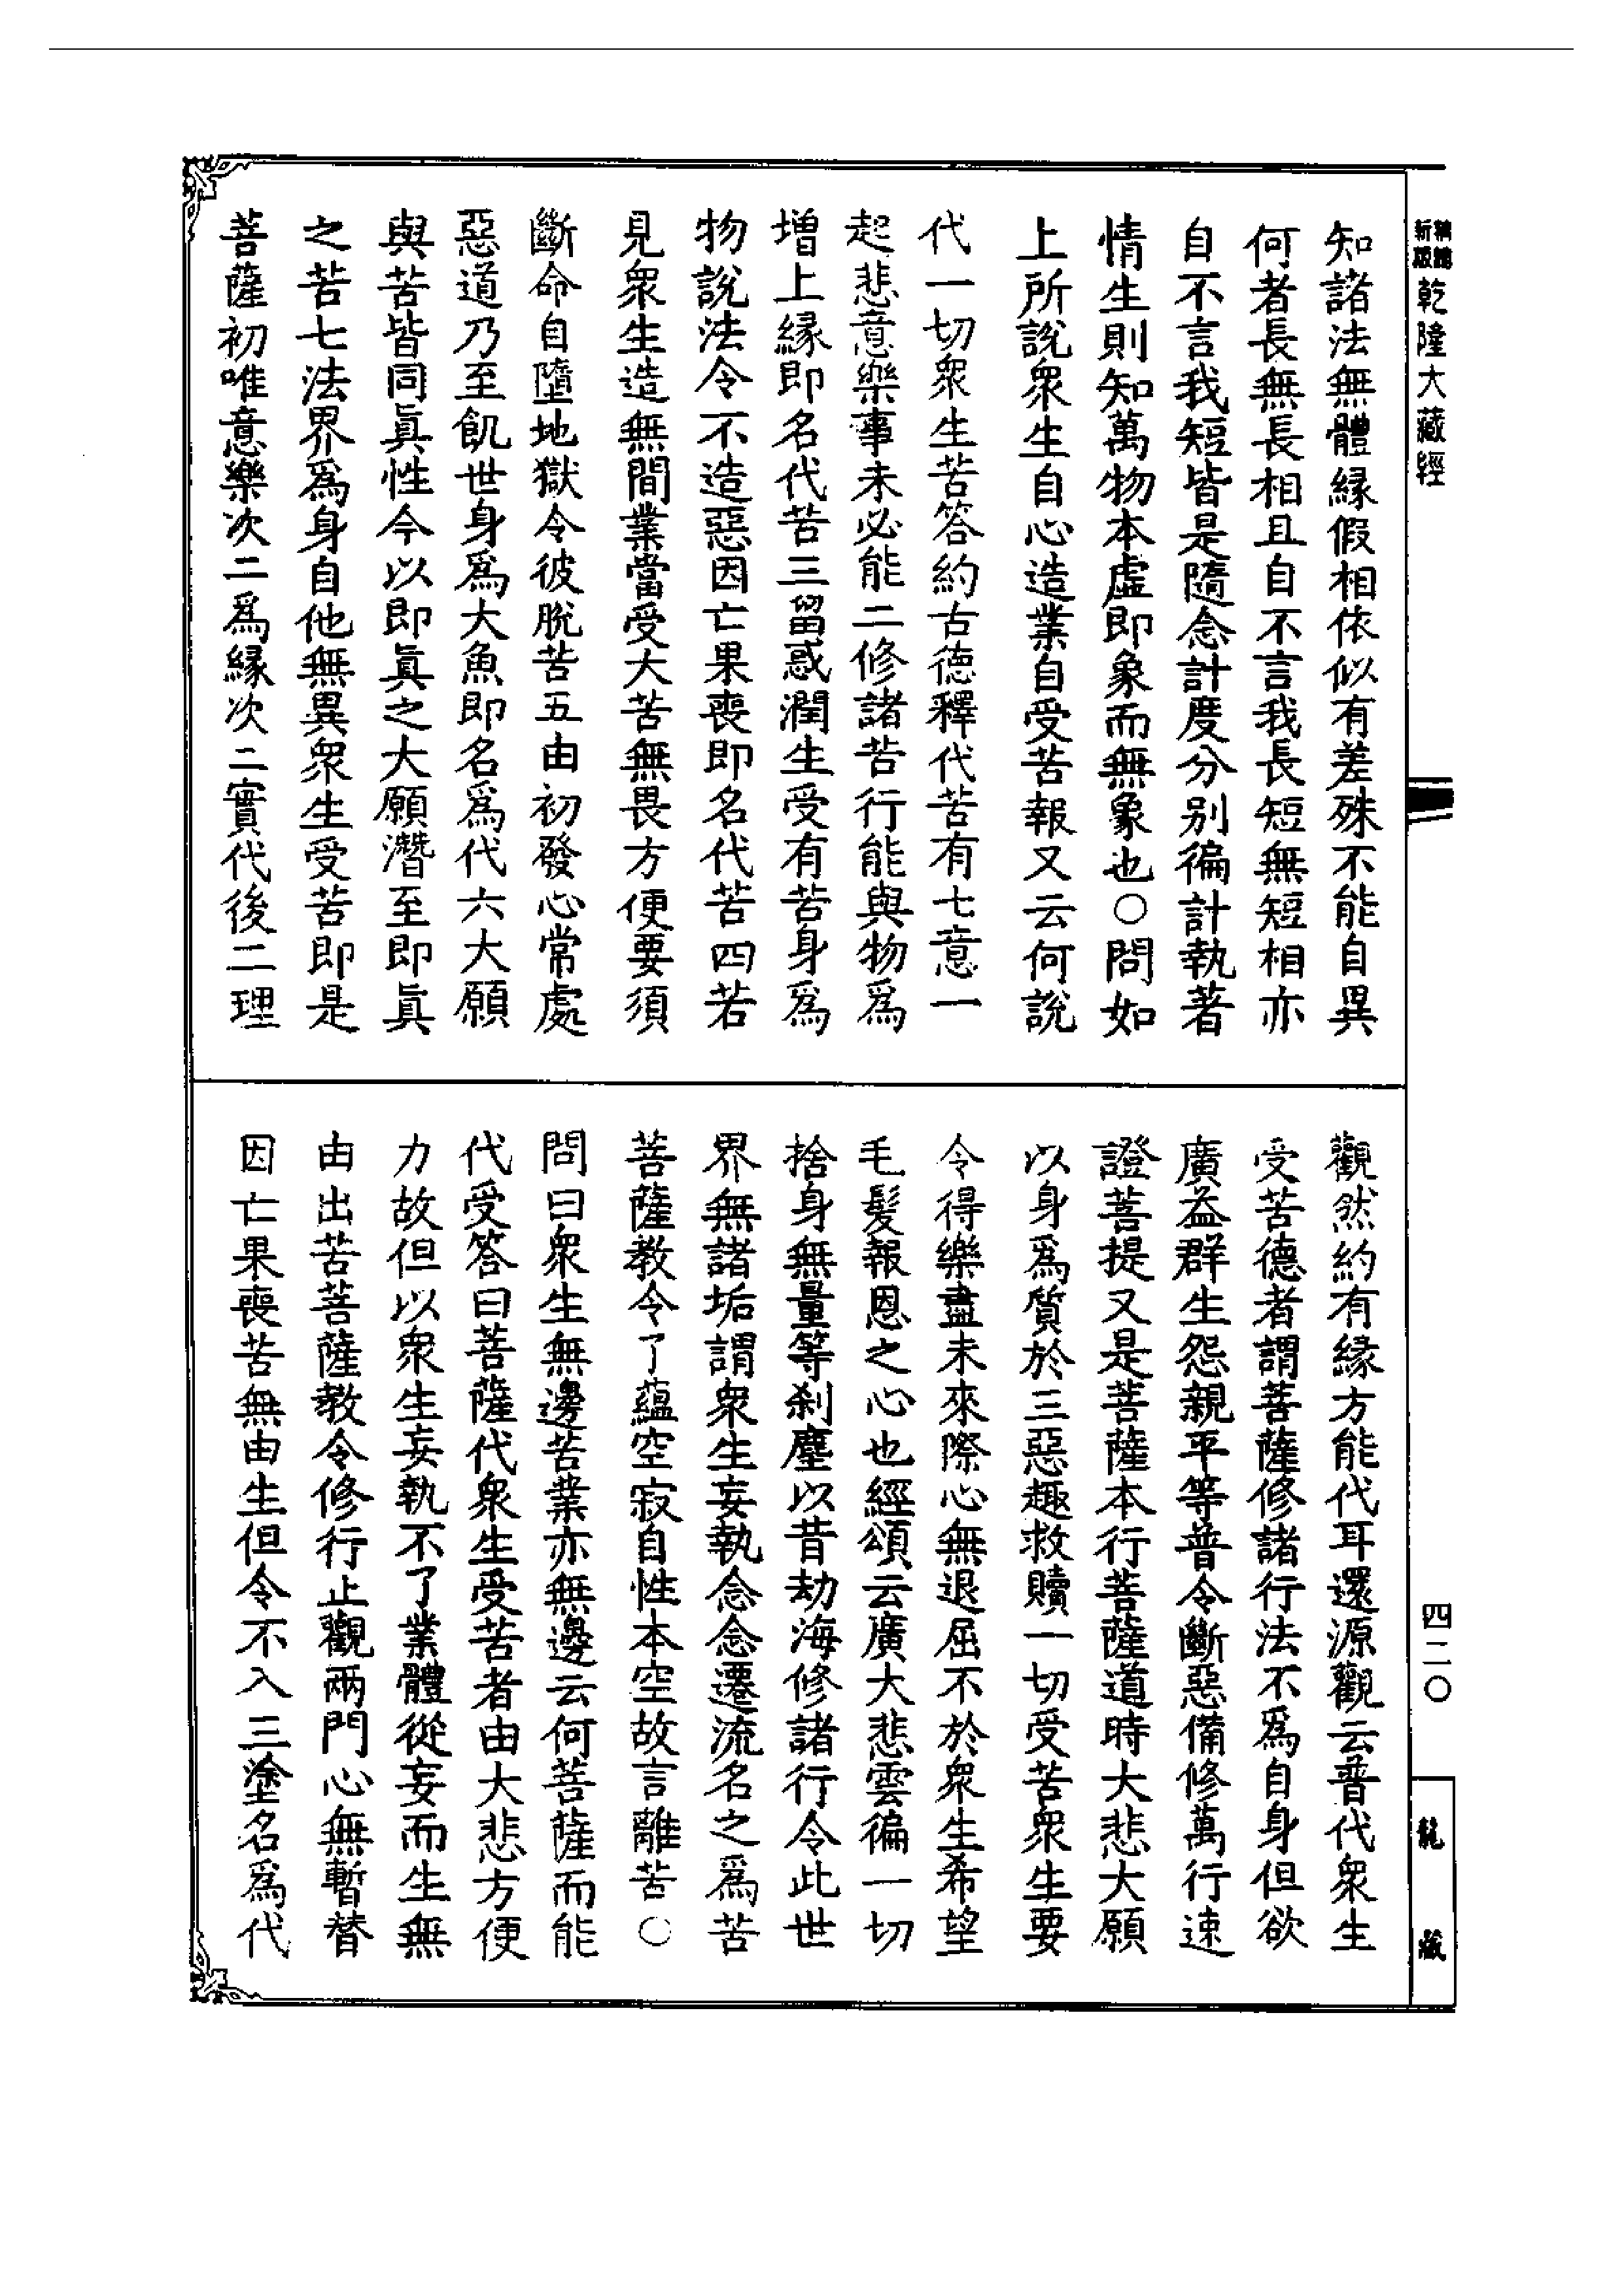 新版
精縮
乾隆大藏經
四二〇
龍藏
知諸法無體緣假相依似有差殊不能自異
何者長無長相且自不言我長短無短相亦
自不言我短皆是隨念計度分別徧計執著
情生則知萬物本虛即象而無象也〇問如
上所說衆生自心造業自受苦報又云何說
代一切衆生苦答約古德釋代苦有七意一
起悲意樂事未必能二修諸苦行能與物爲
增上緣即名代苦三留惑潤生受有苦身爲
物說法令不造惡因亡果喪即名代苦四若
見衆生造無間業當受大苦無畏方便要須
斷命自墮地獄令彼脫苦五由初發心常處
惡道乃至飢世身爲大魚即名爲代六大願
與苦皆同眞性今以即眞之大願潛至即眞
之苦七法界爲身自他無異衆生受苦即是
菩薩初唯意樂次二爲緣次二實代後二理
觀然約有緣方能代耳還源觀云普代衆生
受苦德者謂菩薩修諸行法不爲自身但欲
廣益群生怨親平等普令斷惡備修萬行速
證菩提又是菩薩本行菩薩道時大悲大願
以身爲質於三惡趣救贖一切受苦衆生要
令得樂盡未來際心無退屈不於衆生希望
毛髮報恩之心也經頌云廣大悲雲徧一切
捨身無量等刹塵以昔劫海修諸行令此世
界無諸垢謂衆生妄執念念遷流名之爲苦
菩薩教令了蘊空寂自性本空故言離苦〇
問曰衆生無邊苦業亦無邊云何菩薩而能
代受答曰菩薩代衆生受苦者由大悲方便
力故但以衆生妄執不了業體從妄而生無
由出苦菩薩教令修行止觀兩門心無暫替
因亡果喪苦無由生但令不入三塗名爲代